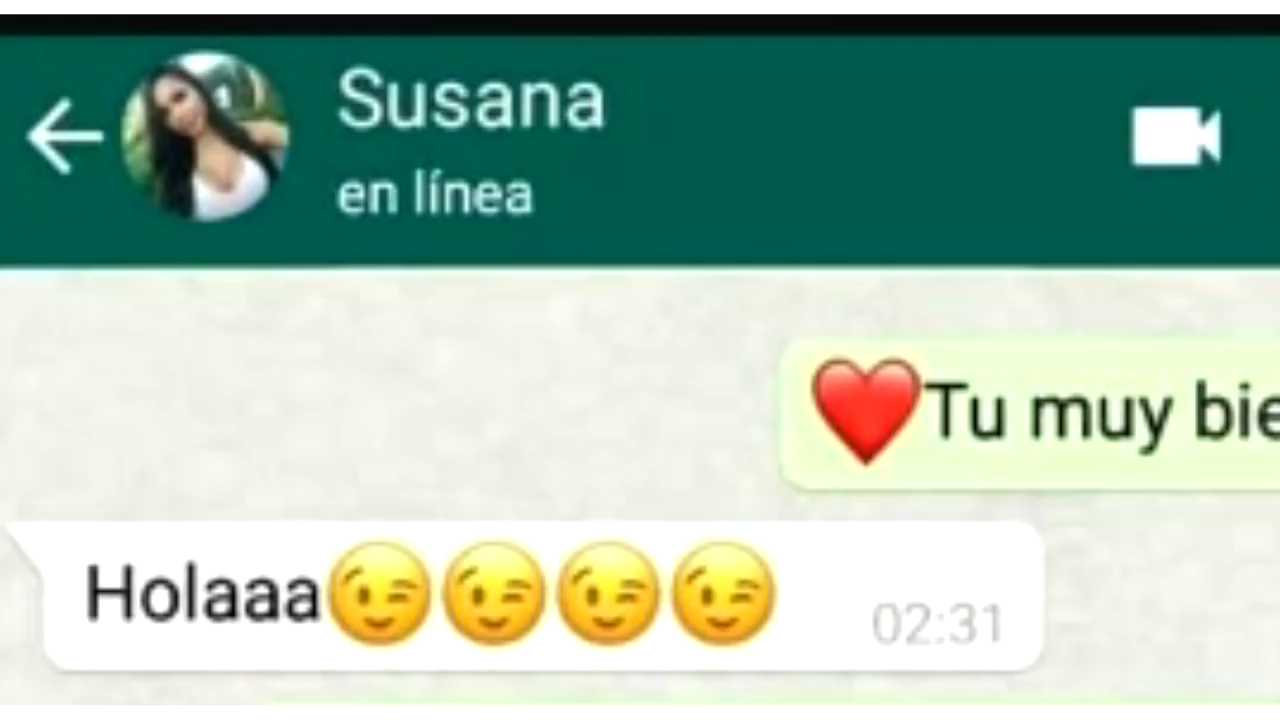 Susana
en línea
❤️Tu muy bie
Holaaa😉😉😉😉
02:31